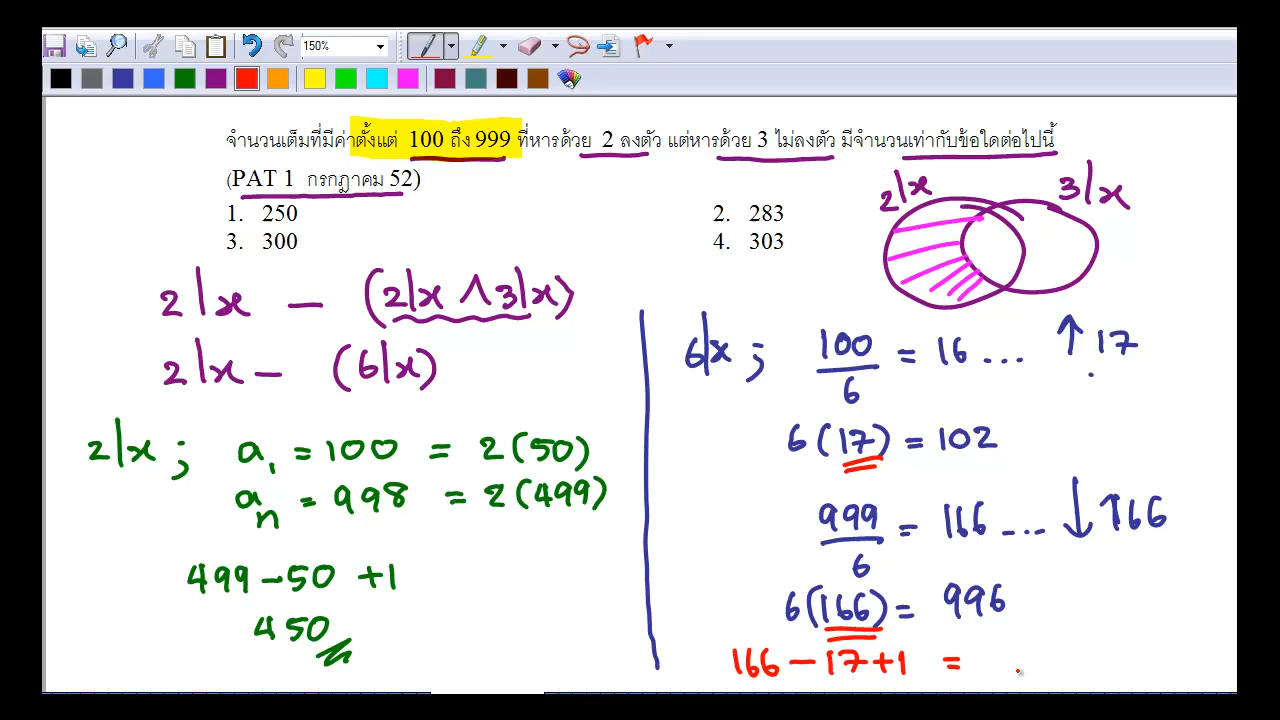 150%
จำนวนเต็มที่มีค่าตั้งแต่ 100 ถึง 999 ที่หารด้วย 2 ลงตัว แต่หารด้วย 3 ไม่ลงตัว มีจำนวนเท่ากับข้อใดต่อไปนี้
(PAT 1 กรกฎาคม 52)
1. 250
2. 283
3. 300
4. 303
2|x 3|x
2|x - (2|x ∧ 3|x)
2|x - (6|x)
2|x ; a₁ = 100 = 2(50)
aₙ = 998 = 2(499)
499 - 50 + 1
450
6|x ; 100/6 = 16 ... ↑ 17
6(17) = 102
999/6 = 166 ... ↓ 166
6(166) = 996
166 - 17 + 1 =